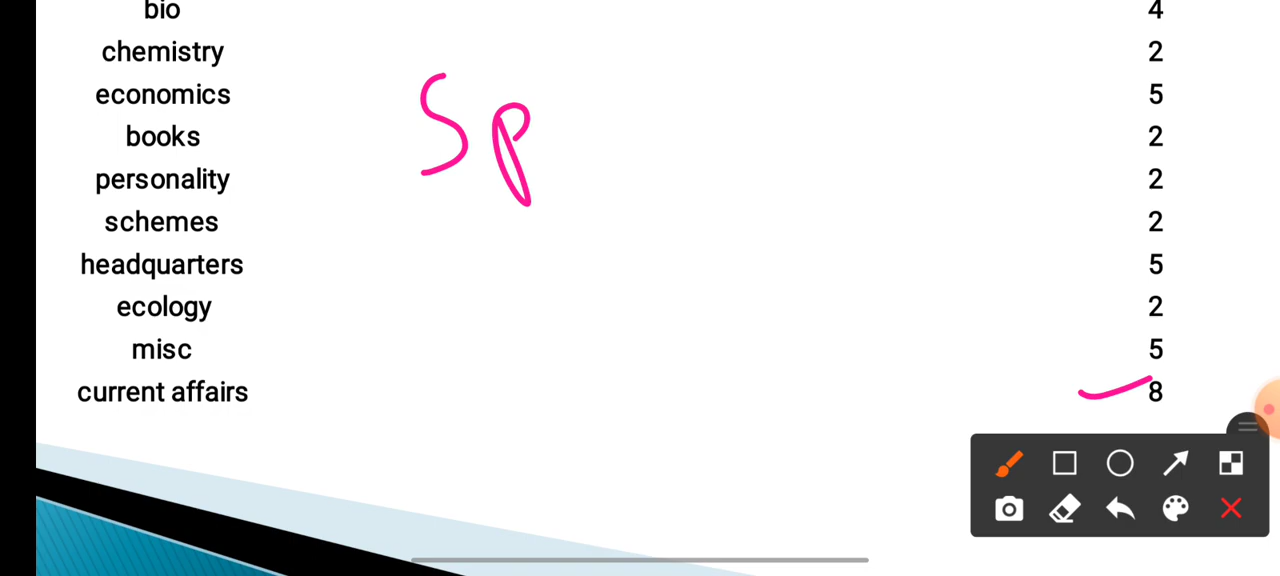 bio 4
chemistry 2
economics 5
Sp
books 2
personality 2
schemes 2
headquarters 5
ecology 2
misc 5
current affairs 8